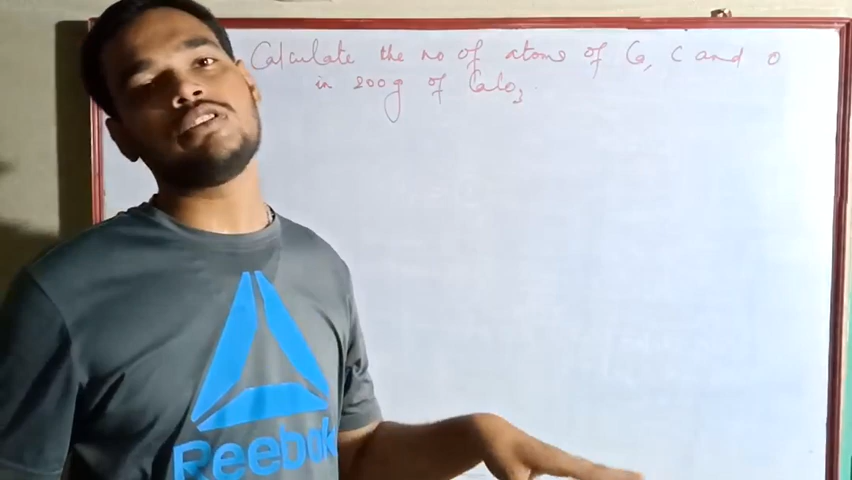 Calculate the no of atoms of Ca, C and O
in 200g of CaCO3
Reebok